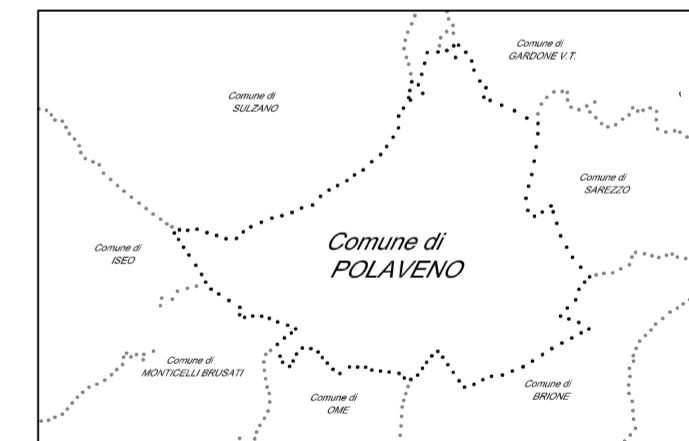 Comune di
GARDONE V.T.
Comune di
SULZANO
Comune di
SAREZZO
Comune di
POLAVENO
Comune di
ISEO
Comune di
MONTICELLI BRUSATI
Comune di
OME
Comune di
BRIONE